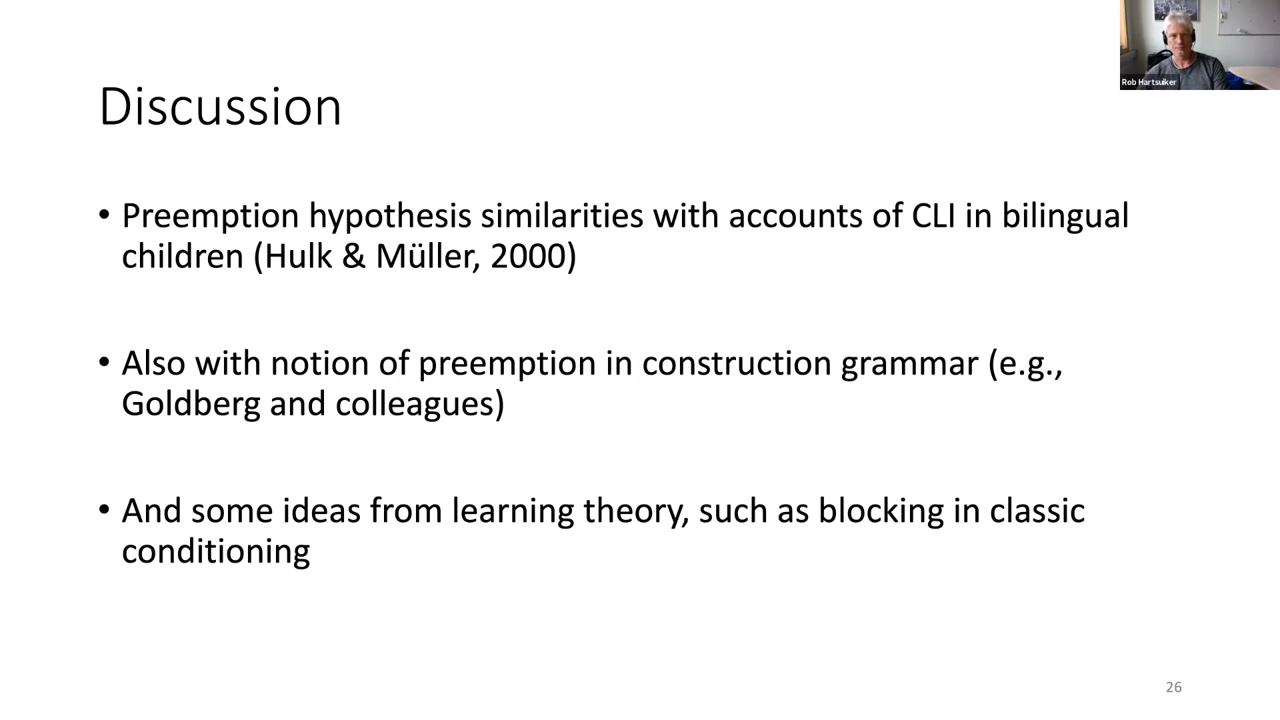 Rob Hartsuiker
Discussion
• Preemption hypothesis similarities with accounts of CLI in bilingual
children (Hulk & Müller, 2000)
• Also with notion of preemption in construction grammar (e.g.,
Goldberg and colleagues)
• And some ideas from learning theory, such as blocking in classic
conditioning
26